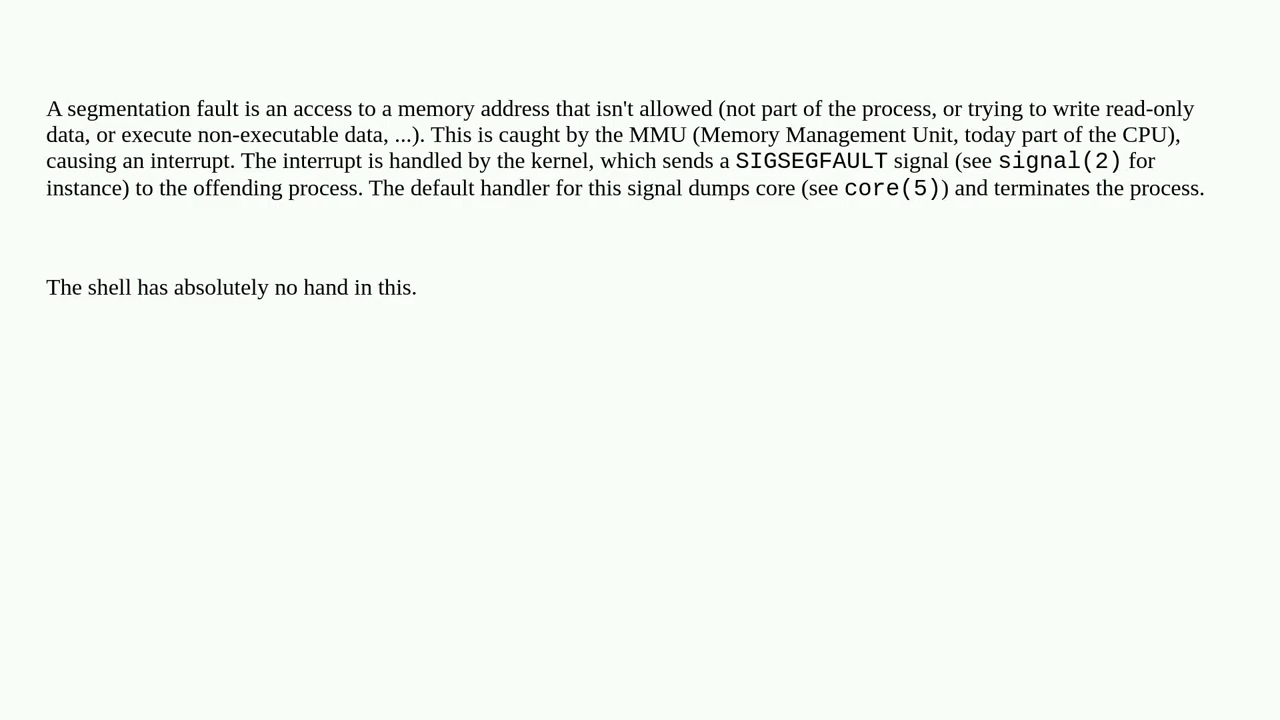 A segmentation fault is an access to a memory address that isn't allowed (not part of the process, or trying to write read-only
data, or execute non-executable data, ...). This is caught by the MMU (Memory Management Unit, today part of the CPU),
causing an interrupt. The interrupt is handled by the kernel, which sends a SIGSEGFAULT signal (see signal(2) for
instance) to the offending process. The default handler for this signal dumps core (see core(5)) and terminates the process.
The shell has absolutely no hand in this.